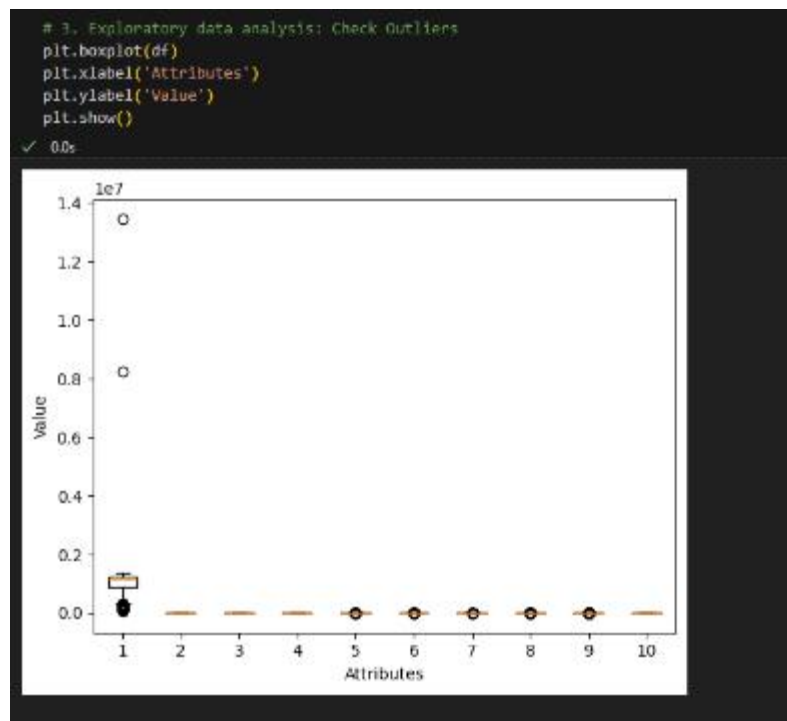 # 3. Exploratory data analysis: Check Outliers
plt.boxplot(df)
plt.xlabel('Attributes')
plt.ylabel('Value')
plt.show()
✓ 0.0s
1e7
1.4
1.2
1.0
0.8
0.6
0.4
0.2
0.0
Value
1 2 3 4 5 6 7 8 9 10
Attributes